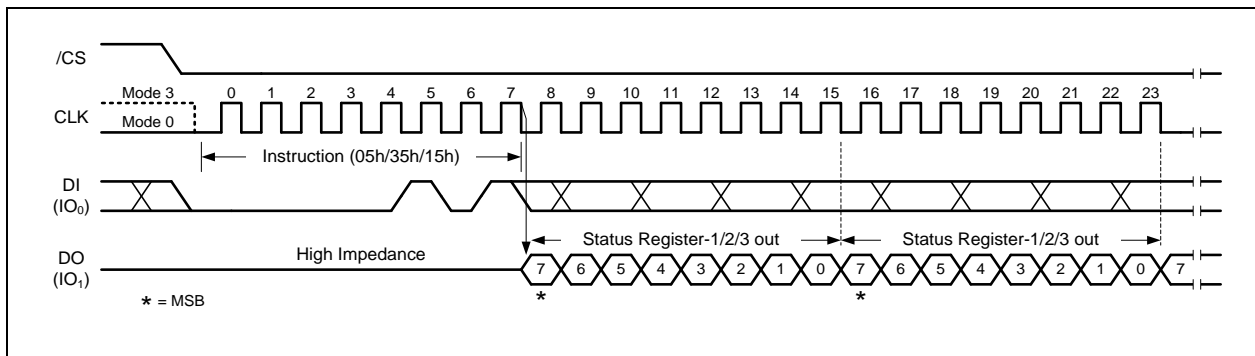 /CS
Mode 3
0 1 2 3 4 5 6 7 8 9 10 11 12 13 14 15 16 17 18 19 20 21 22 23
CLK
Mode 0
Instruction (05h/35h/15h)
DI
(IO₀)
Status Register-1/2/3 out Status Register-1/2/3 out
High Impedance
DO
(IO₁)
7 6 5 4 3 2 1 0 7 6 5 4 3 2 1 0 7
* *
* = MSB